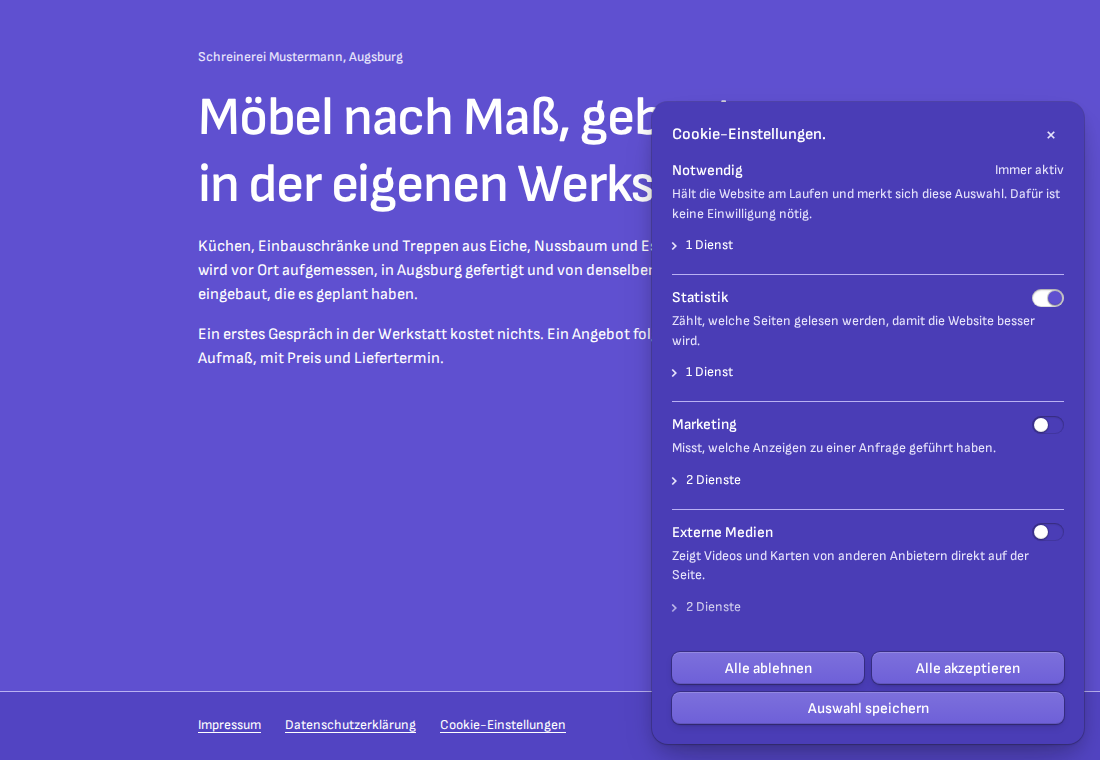 Schreinerei Mustermann, Augsburg
Möbel nach Maß,
in der eigenen
Küchen, Einbauschränke und Treppen aus Eiche, Nussbaum und
wird vor Ort aufgemessen, in Augsburg gefertigt und von
eingebaut, die es geplant haben.
Ein erstes Gespräch in der Werkstatt kostet nichts. Ein Angebot
Aufmaß, mit Preis und Liefertermin.
Cookie-Einstellungen.
×
Notwendig Immer aktiv
Hält die Website am Laufen und merkt sich diese Auswahl. Dafür ist
keine Einwilligung nötig.
1 Dienst
Statistik
Zählt, welche Seiten gelesen werden, damit die Website besser
wird.
1 Dienst
Marketing
Misst, welche Anzeigen zu einer Anfrage geführt haben.
2 Dienste
Externe Medien
Zeigt Videos und Karten von anderen Anbietern direkt auf der
Seite.
2 Dienste
Alle ablehnen Alle akzeptieren
Auswahl speichern
Impressum Datenschutzerklärung Cookie-Einstellungen